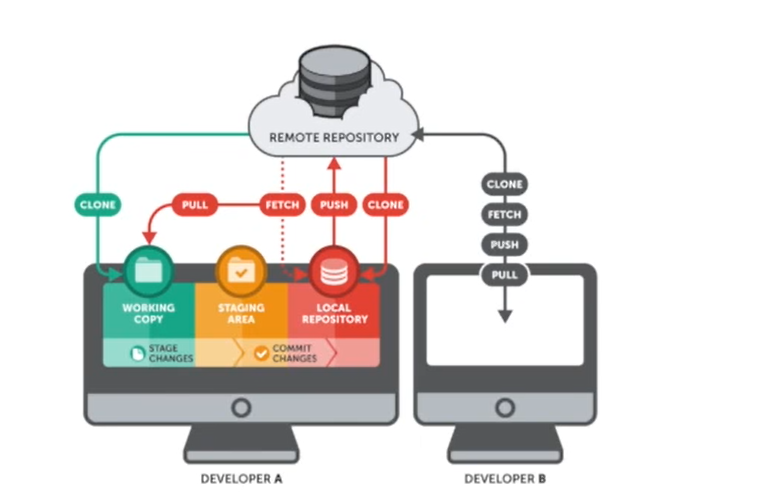 REMOTE REPOSITORY
CLONE
PULL
FETCH
PUSH
CLONE
CLONE
FETCH
PUSH
PULL
WORKING
COPY
STAGING
AREA
LOCAL
REPOSITORY
STAGE
CHANGES
COMMIT
CHANGES
DEVELOPER A
DEVELOPER B